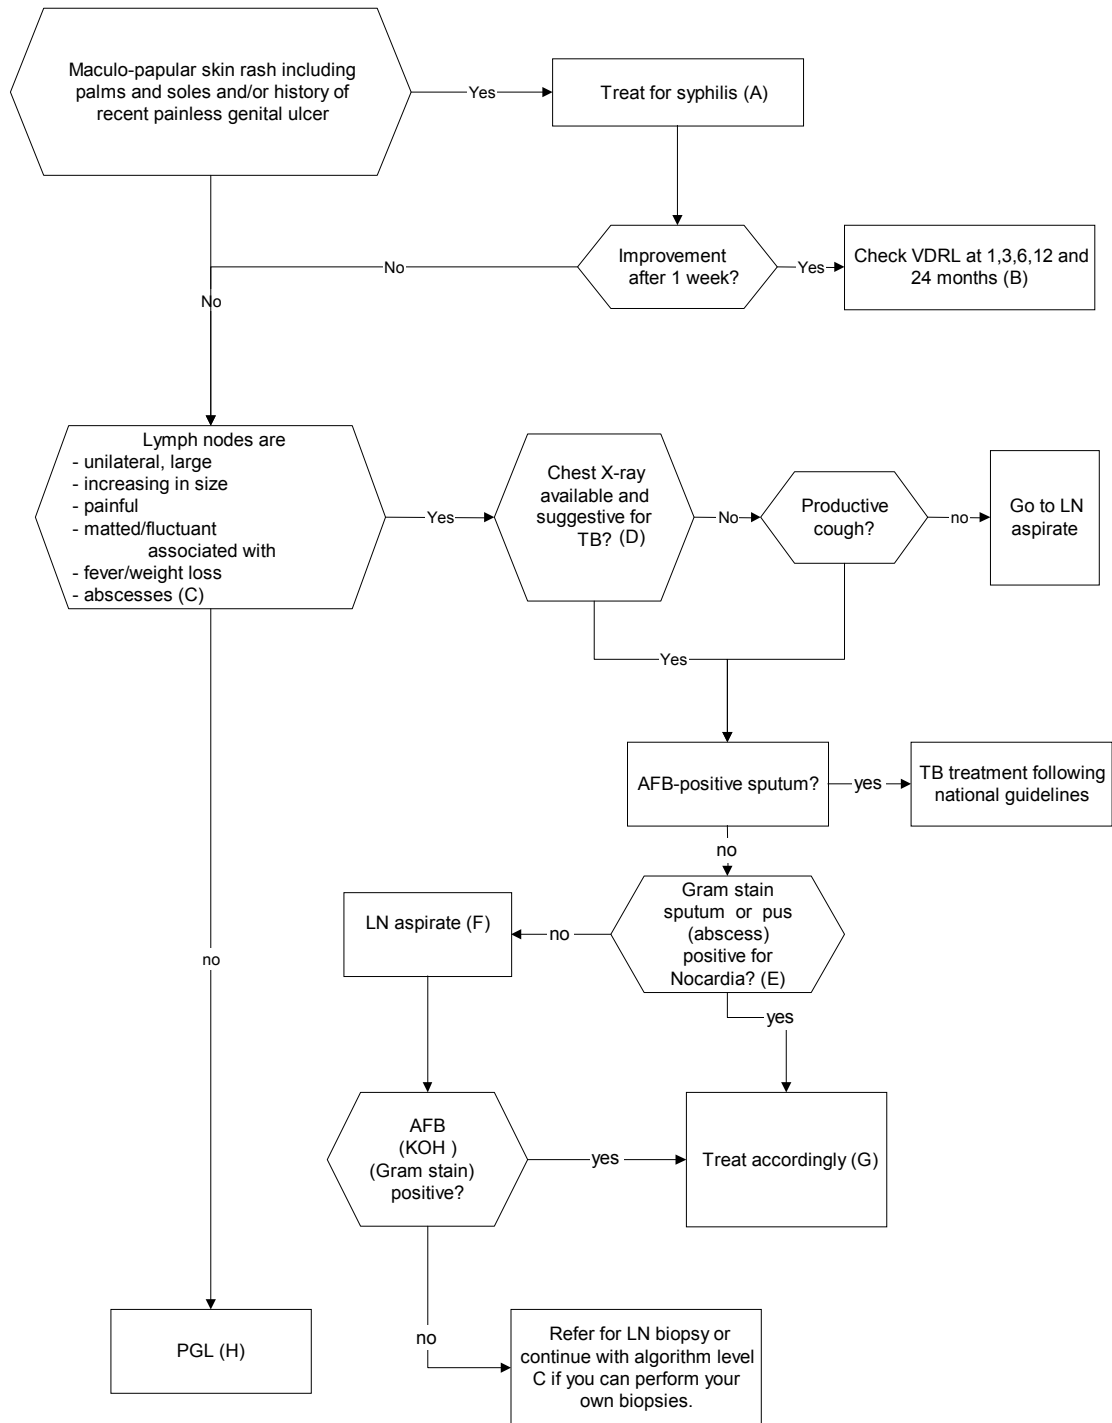 Maculo-papular skin rash including
palms and soles and/or history of
recent painless genital ulcer
Yes
Treat for syphilis (A)
Improvement
after 1 week?
No
Yes
Check VDRL at 1,3,6,12 and
24 months (B)
No
Lymph nodes are
- unilateral, large
- increasing in size
- painful
- matted/fluctuant
associated with
- fever/weight loss
- abscesses (C)
Yes
Chest X-ray
available and
suggestive for
TB? (D)
No
Productive
cough?
no
Go to LN
aspirate
Yes
AFB-positive sputum?
yes
TB treatment following
national guidelines
no
Gram stain
sputum or pus
(abscess)
positive for
Nocardia? (E)
no
LN aspirate (F)
yes
no
AFB
(KOH )
(Gram stain)
positive?
yes
Treat accordingly (G)
no
PGL (H)
Refer for LN biopsy or
continue with algorithm level
C if you can perform your
own biopsies.